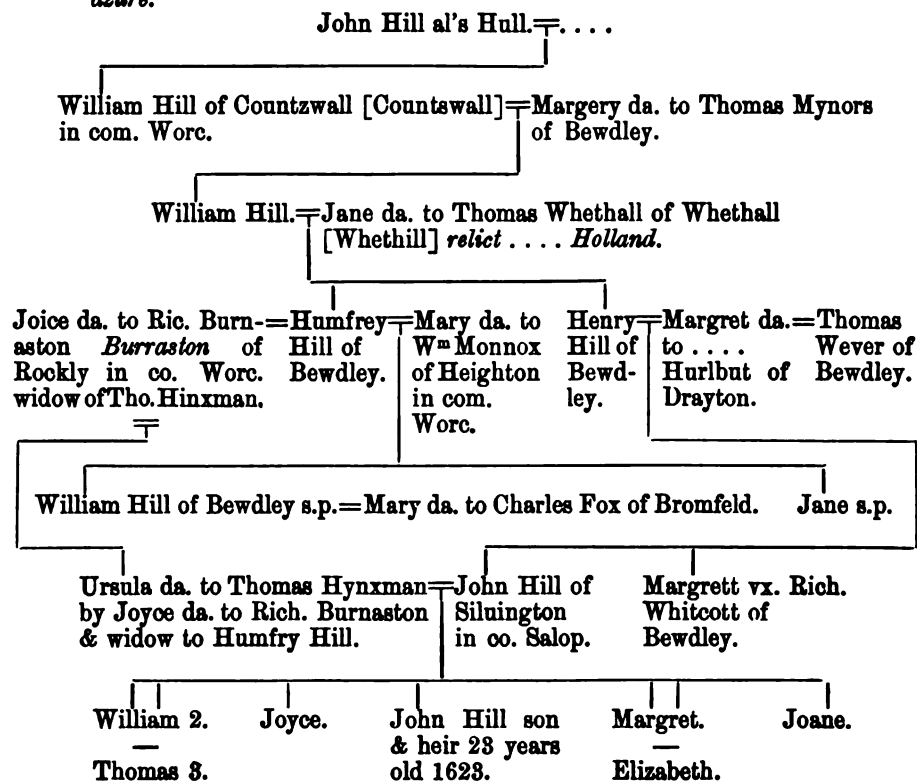 azure.
John Hill al's Hull.=. . . .
William Hill of Countzwall [Countswall]=Margery da. to Thomas Mynors
in com. Worc.
of Bewdley.
William Hill.=Jane da. to Thomas Whethall of Whethall
[Whethill] relict . . . . Holland.
Joice da. to Ric. Burn-
aston Burraston of
Rockly in co. Worc.
widow of Tho. Hinxman.
=Humfrey=
Hill of
Bewdley.
Mary da. to
Wm Monnox
of Heighton
in com.
Worc.
Henry=
Hill of
Bewd-
ley.
Margret da.=
to . . . .
Hurlbut of
Drayton.
Thomas
Wever of
Bewdley.
William Hill of Bewdley s.p.=Mary da. to Charles Fox of Bromfeld.
Jane s.p.
Ursula da. to Thomas Hynxman=
by Joyce da. to Rich. Burnaston
& widow to Humfry Hill.
John Hill of
Siluington
in co. Salop.
Margrett vx. Rich.
Whitcott of
Bewdley.
William 2.
—
Thomas 3.
Joyce.
John Hill son
& heir 23 years
old 1623.
Margret.
—
Elizabeth.
Joane.